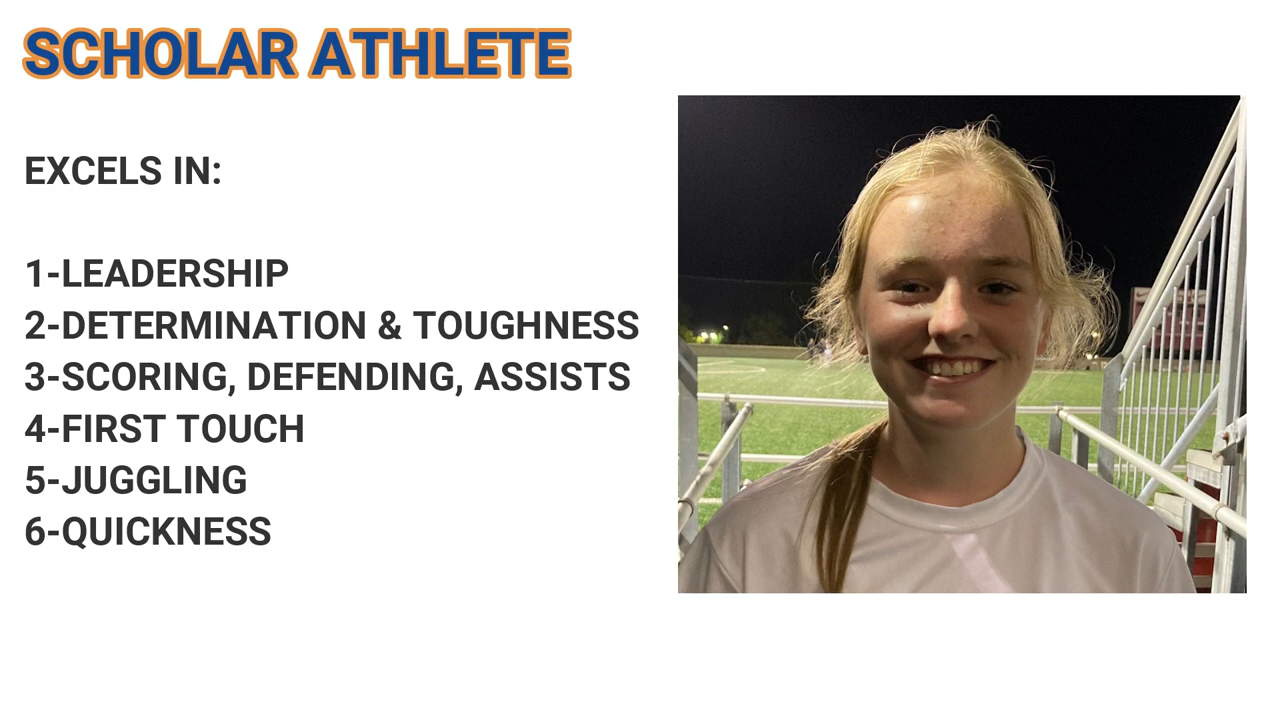 SCHOLAR ATHLETE
EXCELS IN:
1-LEADERSHIP
2-DETERMINATION & TOUGHNESS
3-SCORING, DEFENDING, ASSISTS
4-FIRST TOUCH
5-JUGGLING
6-QUICKNESS